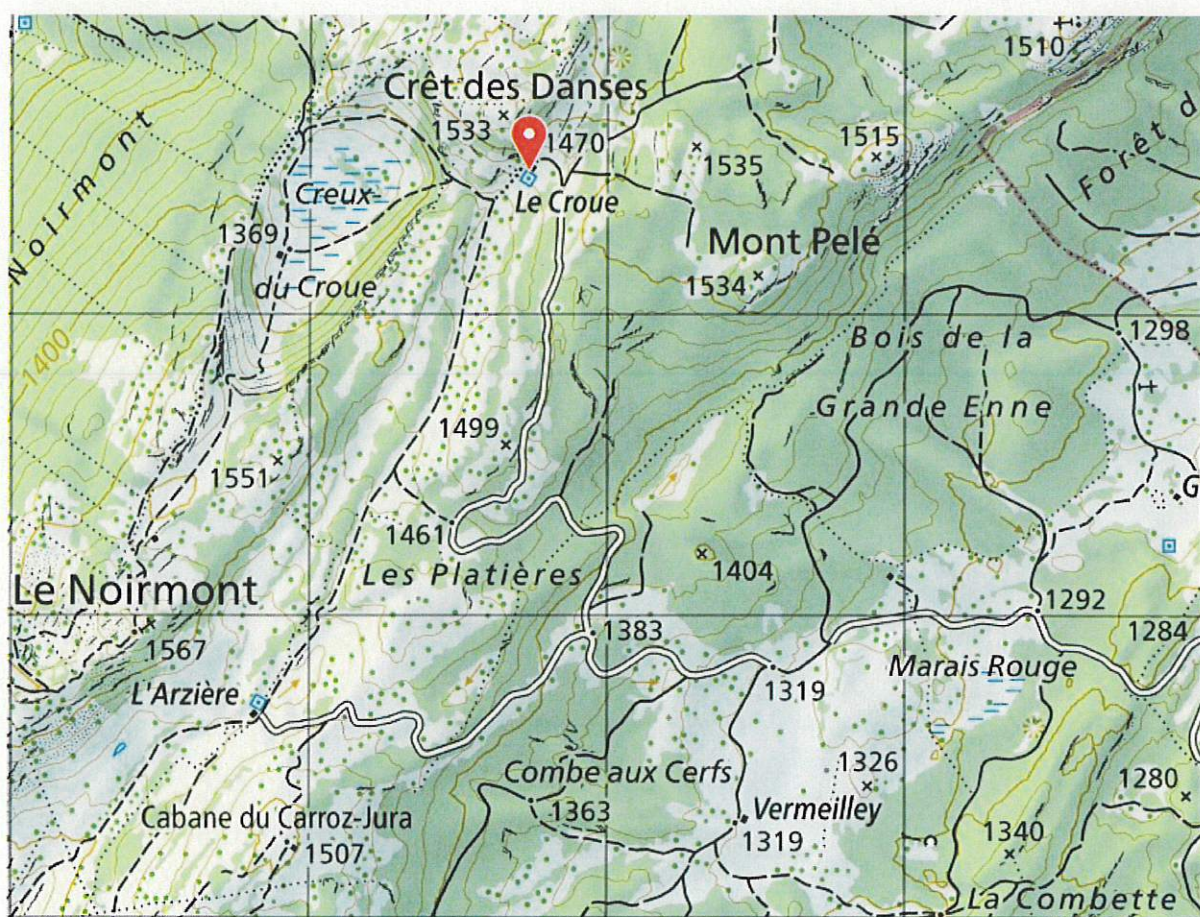 1510
Crêt des Danses
1533
1470
1515
1535
Forêt d
Noirmont
Creux
Le Croue
1369
Mont Pelé
du Croue
1534
1400
Bois de la
1298
Grande Enne
1499
1551
G
1461
Les Platières
1404
Le Noirmont
1292
1383
1284
1567
Marais Rouge
L'Arzière
1319
1326
Combe aux Cerfs
1280
Cabane du Carroz-Jura
1363
Vermeilley
1319
1340
1507
La Combette